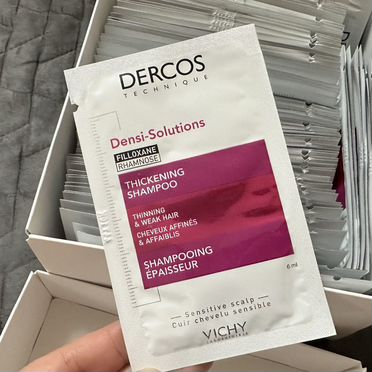 DERCOS
TECHNIQUE
Densi-Solutions
FILLOXANE
RHAMNOSE
THICKENING
SHAMPOO
THINNING
& WEAK HAIR
CHEVEUX AFFINÉS
& AFFAIBLIS
SHAMPOOING
ÉPAISSEUR
6 ml
Sensitive scalp
Cuir chevelu sensible
VICHY
LABORATOIRES